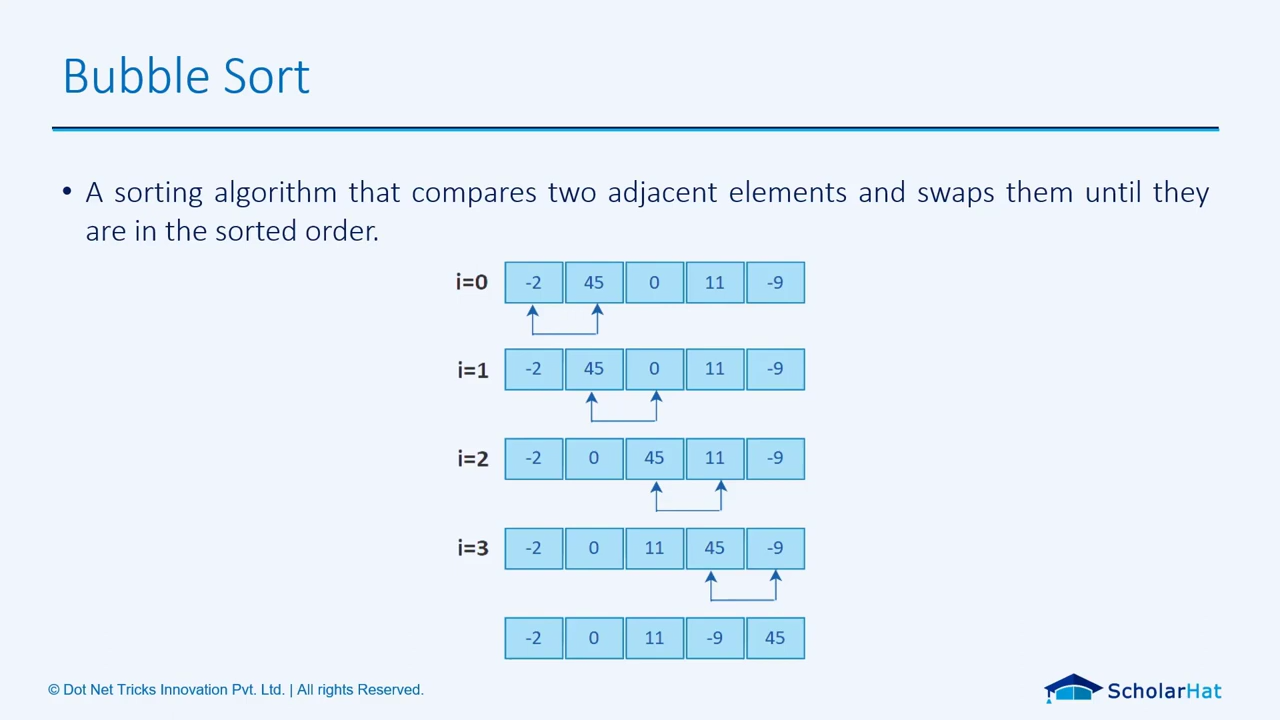 Bubble Sort
• A sorting algorithm that compares two adjacent elements and swaps them until they
are in the sorted order.
i=0 -2 45 0 11 -9
i=1 -2 45 0 11 -9
i=2 -2 0 45 11 -9
i=3 -2 0 11 45 -9
-2 0 11 -9 45
© Dot Net Tricks Innovation Pvt. Ltd. | All rights Reserved.
ScholarHat